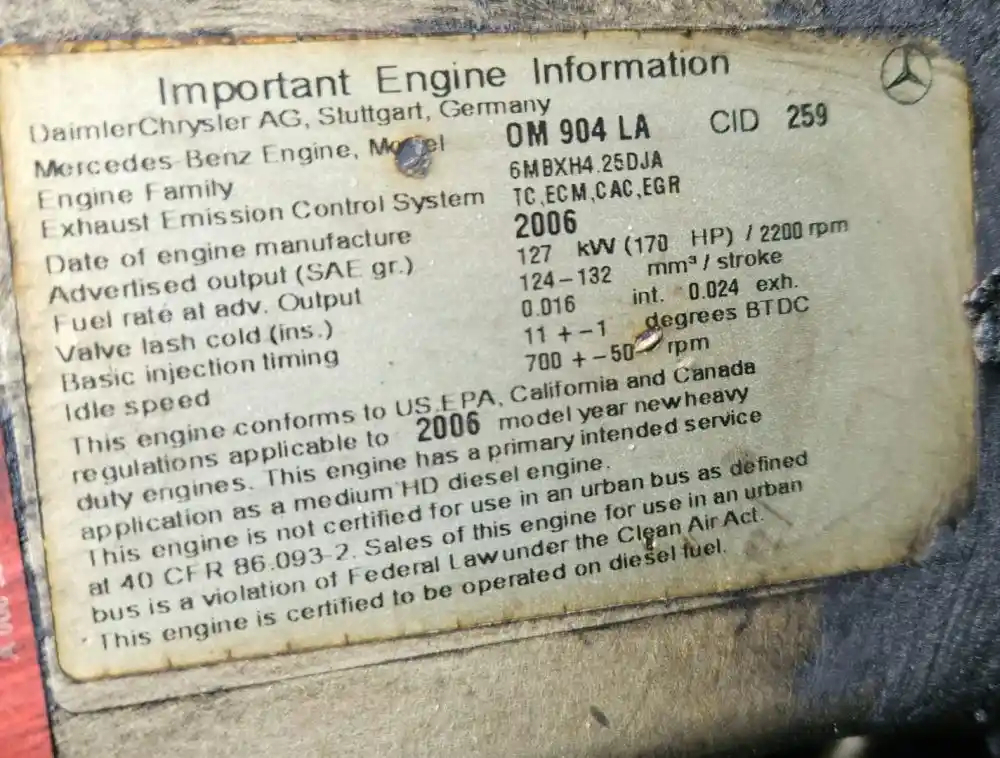 Important Engine Information
DaimlerChrysler AG, Stuttgart, Germany
Mercedes-Benz Engine, Model OM 904 LA CID 259
Engine Family 6MBXH4.25DJA
Exhaust Emission Control System TC,ECM,CAC,EGR
Date of engine manufacture 2006
Advertised output (SAE gr.) 127 kW (170 HP) / 2200 rpm
Fuel rate at adv. Output 124-132 mm³ / stroke
Valve lash cold (ins.) 0.016 int. 0.024 exh.
Basic injection timing 11 + -1 degrees BTDC
Idle speed 700 + -50 rpm
This engine conforms to US.EPA, California and Canada
regulations applicable to 2006 model year new heavy
duty engines. This engine has a primary intended service
application as a medium HD diesel engine.
This engine is not certified for use in an urban bus as defined
at 40 CFR 86.093-2. Sales of this engine for use in an urban
bus is a violation of Federal Law under the Clean Air Act.
This engine is certified to be operated on diesel fuel.